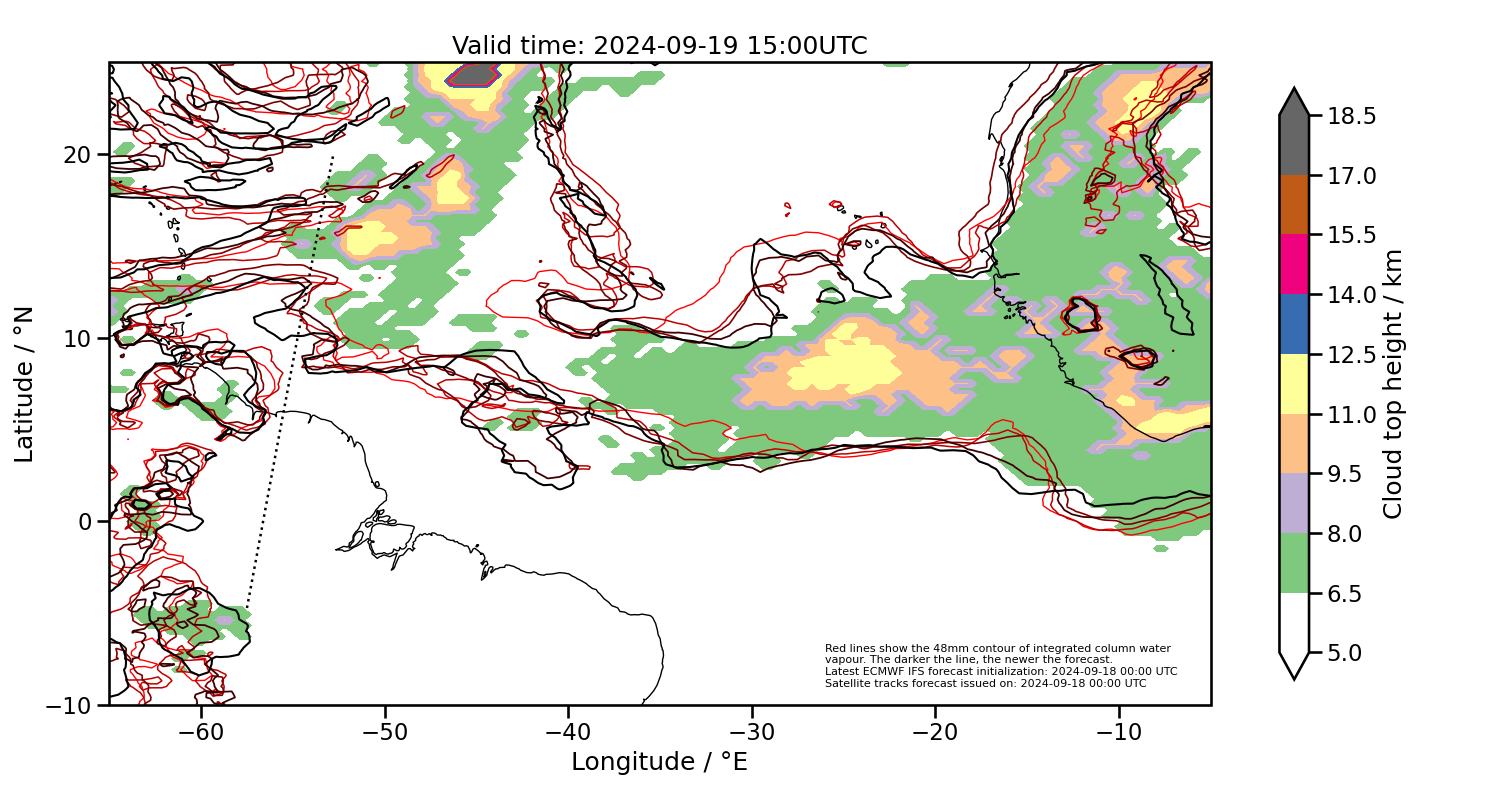 Valid time: 2024-09-19 15:00UTC
20
10
0
−10
Latitude / °N
−60
−50
−40
−30
−20
−10
Longitude / °E
Red lines show the 48mm contour of integrated column water
vapour. The darker the line, the newer the forecast.
Latest ECMWF IFS forecast initialization: 2024-09-18 00:00 UTC
Satellite tracks forecast issued on: 2024-09-18 00:00 UTC
18.5
17.0
15.5
14.0
12.5
11.0
9.5
8.0
6.5
5.0
Cloud top height / km